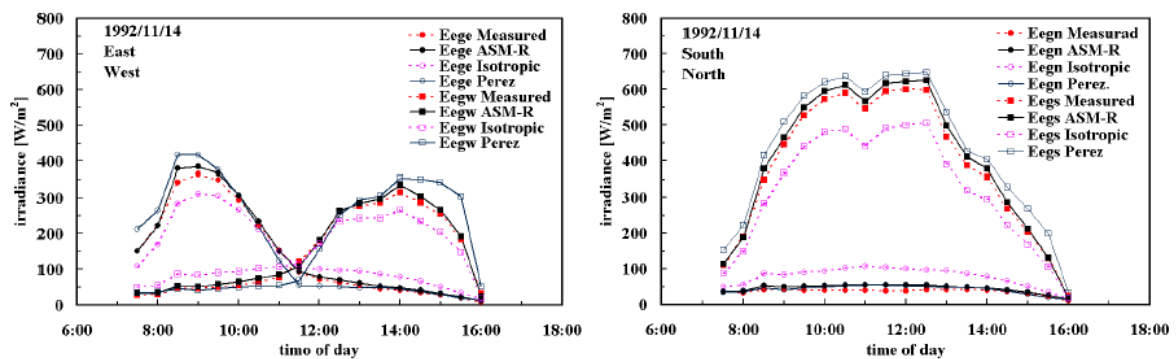 800
700
600
500
400
300
200
100
0
irradiance [W/m²]
1992/11/14
East
West
Eege Measured
Eege ASM-R
Eege Isotropic
Eege Perez
Eegw Measured
Eegw ASM-R
Eegw Isotropic
Eegw Perez
6:00 8:00 10:00 12:00 14:00 16:00 18:00
timo of day
800
700
600
500
400
300
200
100
0
irradiance [W/m²]
1992/11/14
South
North
Eegn Measurad
Eegn ASM-R
Eegn Isotropic
Eegn Perez.
Eegs Measured
Eegs ASM-R
Eegs Isotropic
Eegs Perez
6:00 8:00 10:00 12:00 14:00 16:00 18:00
time of day